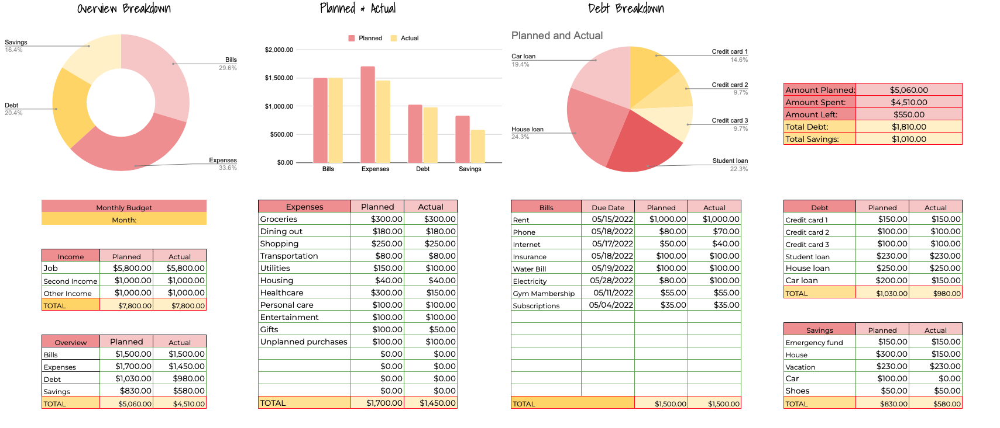 Overview Breakdown
Savings
16.4%
Bills
29.6%
Debt
20.4%
Expenses
33.6%
Planned & Actual
Planned Actual
$2,000.00
$1,500.00
$1,000.00
$500.00
$0.00
Bills Expenses Debt Savings
Debt Breakdown
Planned and Actual
Car loan
19.4%
Credit card 1
14.6%
Credit card 2
9.7%
Credit card 3
9.7%
House loan
24.3%
Student loan
22.3%
Amount Planned: $5,060.00
Amount Spent: $4,510.00
Amount Left: $550.00
Total Debt: $1,810.00
Total Savings: $1,010.00
Monthly Budget
Month:
Income Planned Actual
Job $5,800.00 $5,800.00
Second Income $1,000.00 $1,000.00
Other Income $1,000.00 $1,000.00
TOTAL $7,800.00 $7,800.00
Overview Planned Actual
Bills $1,500.00 $1,500.00
Expenses $1,700.00 $1,450.00
Debt $1,030.00 $980.00
Savings $830.00 $580.00
TOTAL $5,060.00 $4,510.00
Expenses Planned Actual
Groceries $300.00 $300.00
Dining out $180.00 $180.00
Shopping $250.00 $250.00
Transportation $80.00 $80.00
Utilities $150.00 $100.00
Housing $40.00 $40.00
Healthcare $300.00 $150.00
Personal care $100.00 $100.00
Entertainment $100.00 $100.00
Gifts $100.00 $50.00
Unplanned purchases $100.00 $100.00
$0.00 $0.00
$0.00 $0.00
$0.00 $0.00
$0.00 $0.00
TOTAL $1,700.00 $1,450.00
Bills Due Date Planned Actual
Rent 05/15/2022 $1,000.00 $1,000.00
Phone 05/18/2022 $80.00 $70.00
Internet 05/17/2022 $50.00 $40.00
Insurance 05/18/2022 $100.00 $100.00
Water Bill 05/19/2022 $100.00 $100.00
Electricity 05/28/2022 $80.00 $100.00
Gym Mambership 05/11/2022 $55.00 $55.00
Subscriptions 05/04/2022 $35.00 $35.00
TOTAL $1,500.00 $1,500.00
Debt Planned Actual
Credit card 1 $150.00 $150.00
Credit card 2 $100.00 $100.00
Credit card 3 $100.00 $100.00
Student loan $230.00 $230.00
House loan $250.00 $250.00
Car loan $200.00 $150.00
TOTAL $1,030.00 $980.00
Savings Planned Actual
Emergency fund $150.00 $150.00
House $300.00 $150.00
Vacation $230.00 $230.00
Car $100.00 $0.00
Shoes $50.00 $50.00
TOTAL $830.00 $580.00